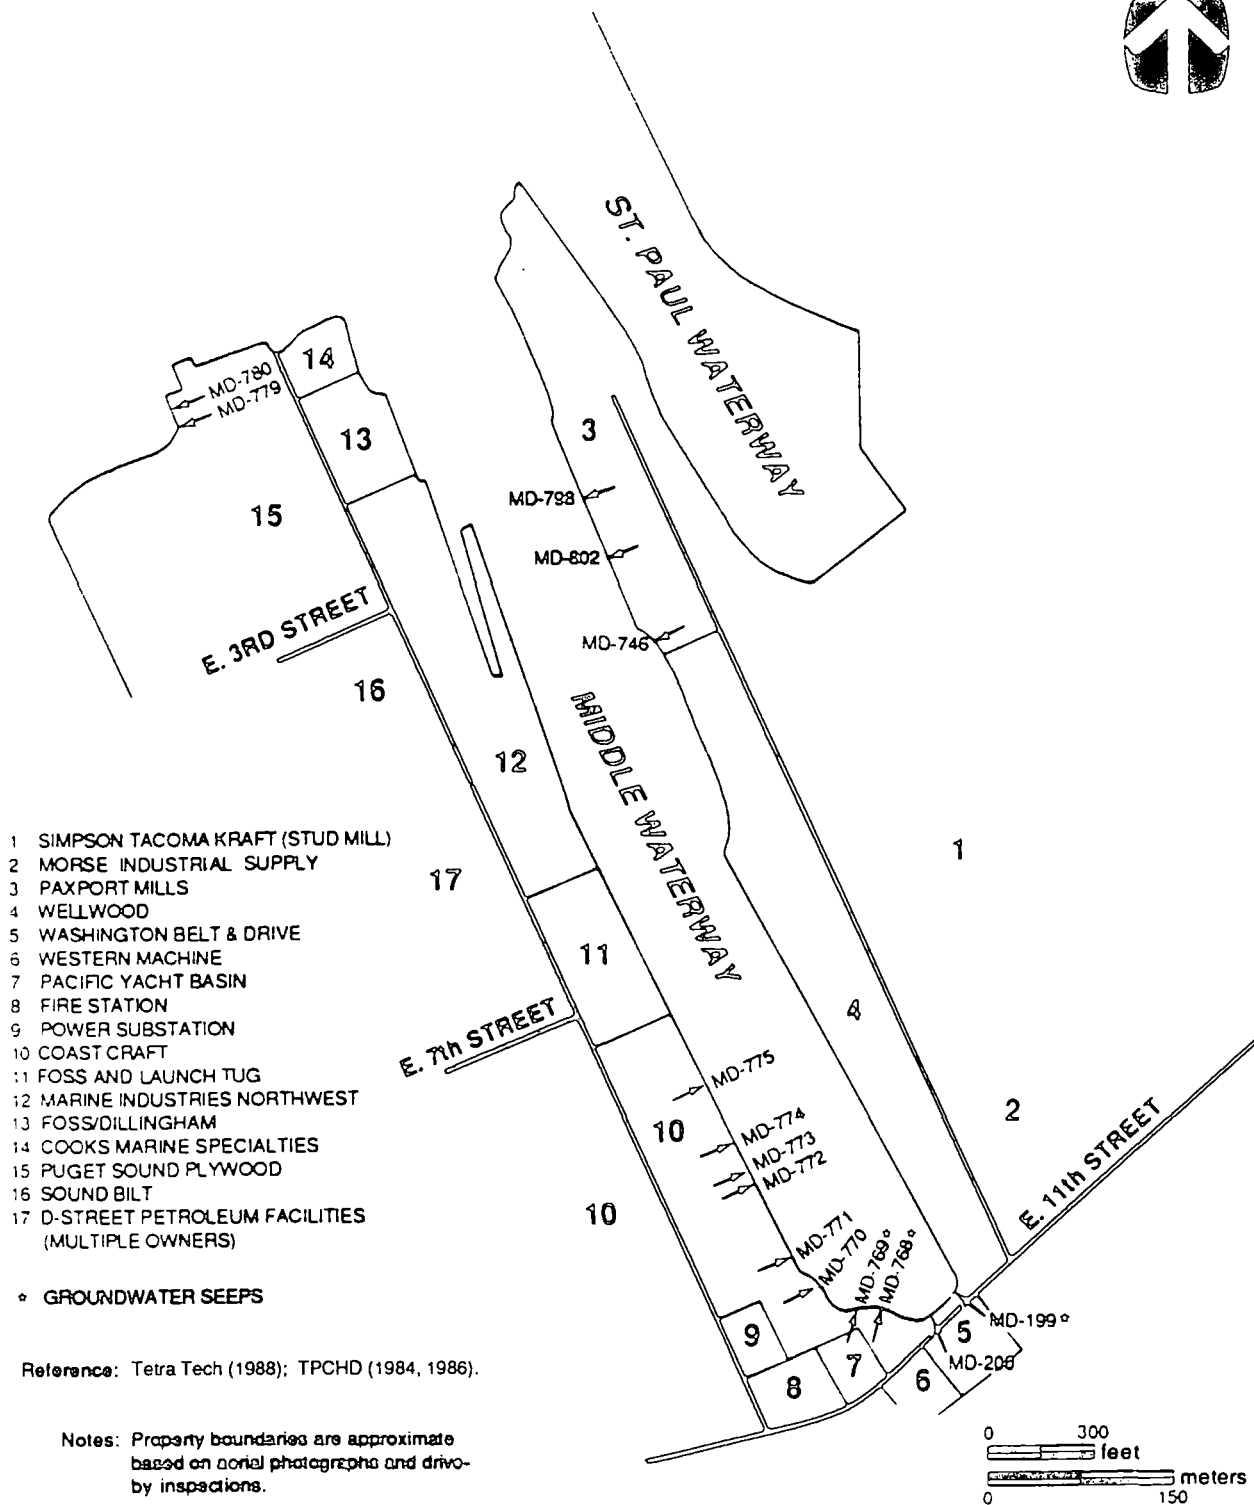 ST. PAUL WATERWAY
14
MD-780
MD-779
13
3
15
MD-798
MD-802
E. 3RD STREET
MD-746
16
MIDDLE WATERWAY
12
1 SIMPSON TACOMA KRAFT (STUD MILL)
2 MORSE INDUSTRIAL SUPPLY
3 PAXPORT MILLS
4 WELLWOOD
5 WASHINGTON BELT & DRIVE
6 WESTERN MACHINE
7 PACIFIC YACHT BASIN
8 FIRE STATION
9 POWER SUBSTATION
10 COAST CRAFT
11 FOSS AND LAUNCH TUG
12 MARINE INDUSTRIES NORTHWEST
13 FOSS/DILLINGHAM
14 COOKS MARINE SPECIALTIES
15 PUGET SOUND PLYWOOD
16 SOUND BILT
17 D-STREET PETROLEUM FACILITIES
(MULTIPLE OWNERS)
* GROUNDWATER SEEPS
17
1
11
4
E. 7th STREET
MD-775
10
2
MD-774
MD-773
MD-772
E. 11th STREET
10
MD-771
MD-770
MD-769*
MD-768*
9
5
MD-199*
MD-200
7
8
6
Reference: Tetra Tech (1988); TPCHD (1984, 1986).
Notes: Property boundaries are approximate
based on aerial photographs and drive-
by inspections.
0 300
feet
meters
0 150